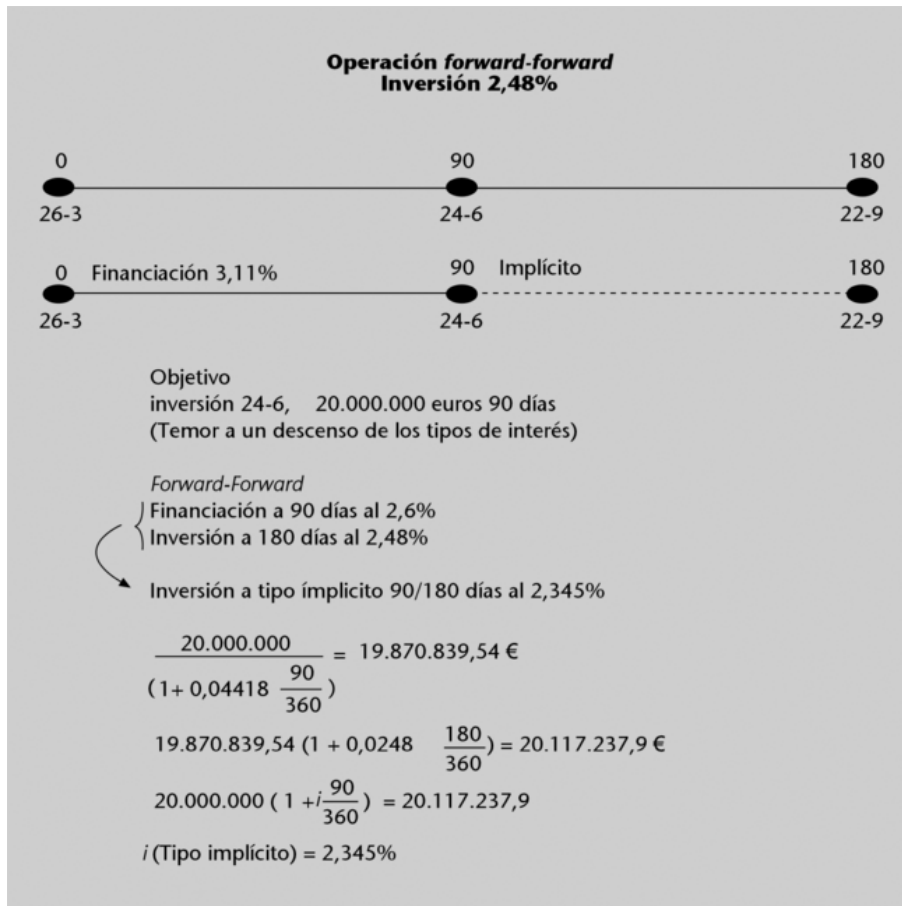 Operación forward-forward
Inversión 2,48%
0 90 180
26-3 24-6 22-9
0 Financiación 3,11% 90 Implícito 180
26-3 24-6 22-9
Objetivo
inversión 24-6, 20.000.000 euros 90 días
(Temor a un descenso de los tipos de interés)
Forward-Forward
Financiación a 90 días al 2,6%
Inversión a 180 días al 2,48%
Inversión a tipo ímplicito 90/180 días al 2,345%
20.000.000
= 19.870.839,54 €
(1+ 0,04418 90/360 )
19.870.839,54 (1 + 0,0248 180/360) = 20.117.237,9 €
20.000.000 ( 1 +i 90/360 ) = 20.117.237,9
i (Tipo implícito) = 2,345%